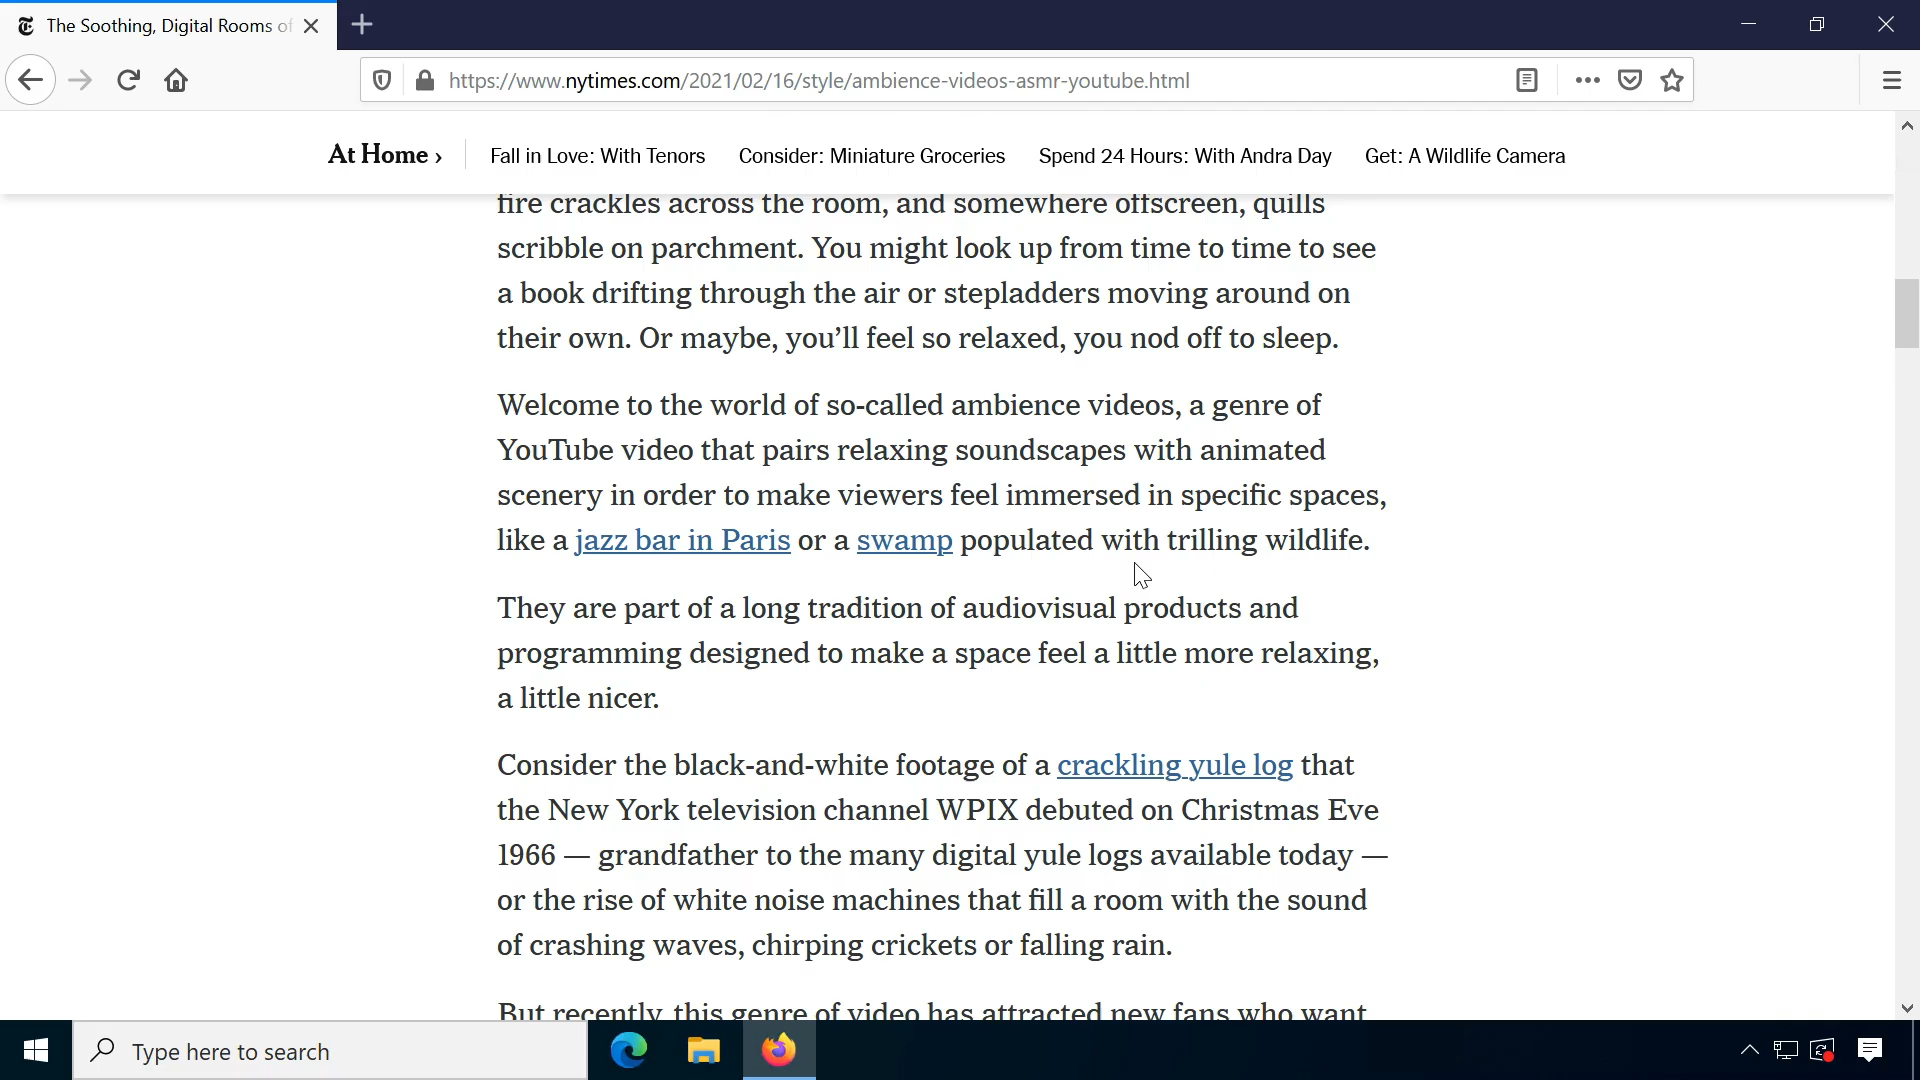 The Soothing, Digital Rooms of
https://www.nytimes.com/2021/02/16/style/ambience-videos-asmr-youtube.html
At Home ›
Fall in Love: With Tenors
Consider: Miniature Groceries
Spend 24 Hours: With Andra Day
Get: A Wildlife Camera
fire crackles across the room, and somewhere offscreen, quills
scribble on parchment. You might look up from time to time to see
a book drifting through the air or stepladders moving around on
their own. Or maybe, you’ll feel so relaxed, you nod off to sleep.
Welcome to the world of so-called ambience videos, a genre of
YouTube video that pairs relaxing soundscapes with animated
scenery in order to make viewers feel immersed in specific spaces,
like a jazz bar in Paris or a swamp populated with trilling wildlife.
They are part of a long tradition of audiovisual products and
programming designed to make a space feel a little more relaxing,
a little nicer.
Consider the black-and-white footage of a crackling yule log that
the New York television channel WPIX debuted on Christmas Eve
1966 — grandfather to the many digital yule logs available today —
or the rise of white noise machines that fill a room with the sound
of crashing waves, chirping crickets or falling rain.
But recently, this genre of video has attracted new fans who want
Type here to search